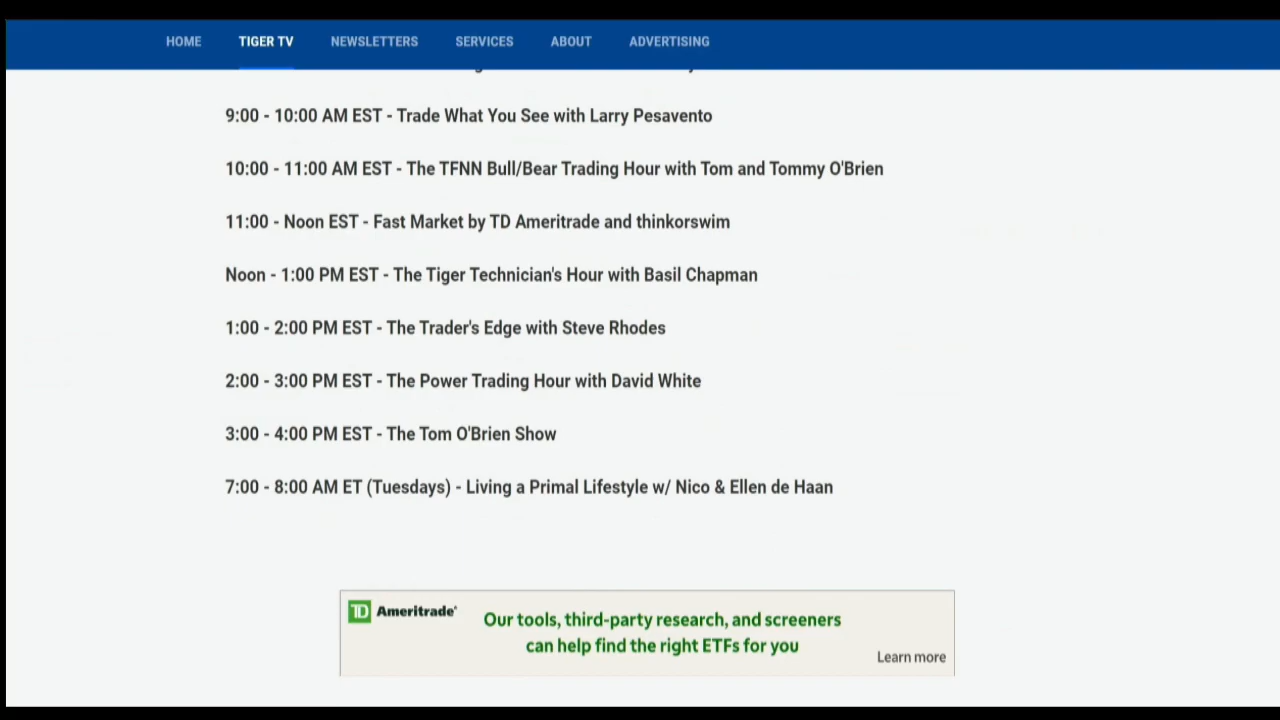 HOME TIGER TV NEWSLETTERS SERVICES ABOUT ADVERTISING
9:00 - 10:00 AM EST - Trade What You See with Larry Pesavento
10:00 - 11:00 AM EST - The TFNN Bull/Bear Trading Hour with Tom and Tommy O'Brien
11:00 - Noon EST - Fast Market by TD Ameritrade and thinkorswim
Noon - 1:00 PM EST - The Tiger Technician's Hour with Basil Chapman
1:00 - 2:00 PM EST - The Trader's Edge with Steve Rhodes
2:00 - 3:00 PM EST - The Power Trading Hour with David White
3:00 - 4:00 PM EST - The Tom O'Brien Show
7:00 - 8:00 AM ET (Tuesdays) - Living a Primal Lifestyle w/ Nico & Ellen de Haan
TD Ameritrade
Our tools, third-party research, and screeners
can help find the right ETFs for you
Learn more